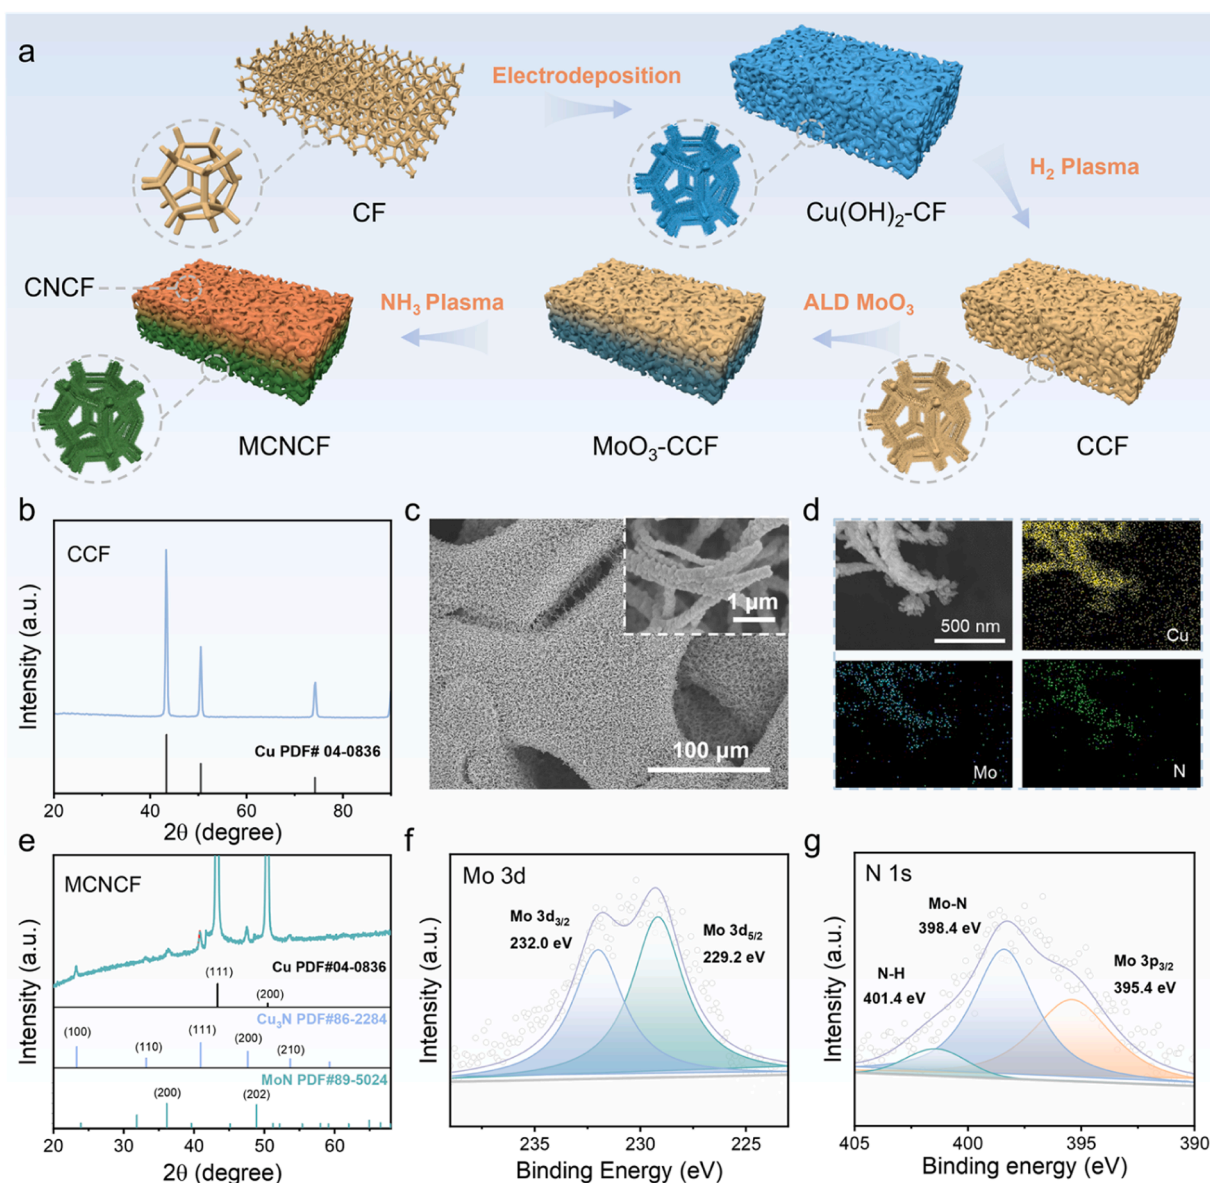 a
Electrodeposition
H₂ Plasma
CF
Cu(OH)₂-CF
CNCF
NH₃ Plasma
ALD MoO₃
MCNCF
MoO₃-CCF
CCF
b
CCF
Intensity (a.u.)
Cu PDF# 04-0836
20 40 60 80
2θ (degree)
c
1 μm
100 μm
d
500 nm
Cu
Mo
N
e
MCNCF
Intensity (a.u.)
Cu PDF#04-0836
(111)
(200)
Cu₃N PDF#86-2284
(100)
(110)
(111)
(200)
(210)
MoN PDF#89-5024
(200)
(202)
20 30 40 50 60
2θ (degree)
f
Mo 3d
Mo 3d₃/₂
232.0 eV
Mo 3d₅/₂
229.2 eV
Intensity (a.u.)
235 230 225
Binding Energy (eV)
g
N 1s
Mo-N
398.4 eV
N-H
401.4 eV
Mo 3p₃/₂
395.4 eV
Intensity (a.u.)
405 400 395 390
Binding energy (eV)